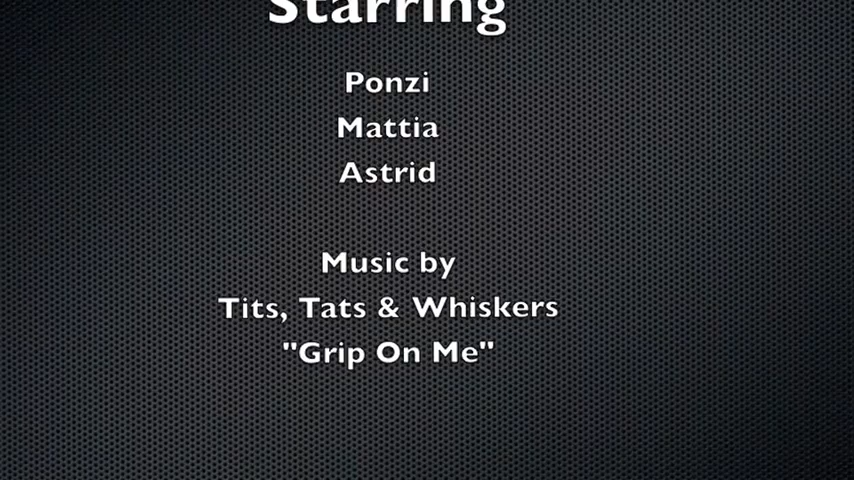 Starring
Ponzi
Mattia
Astrid
Music by
Tits, Tats & Whiskers
"Grip On Me"